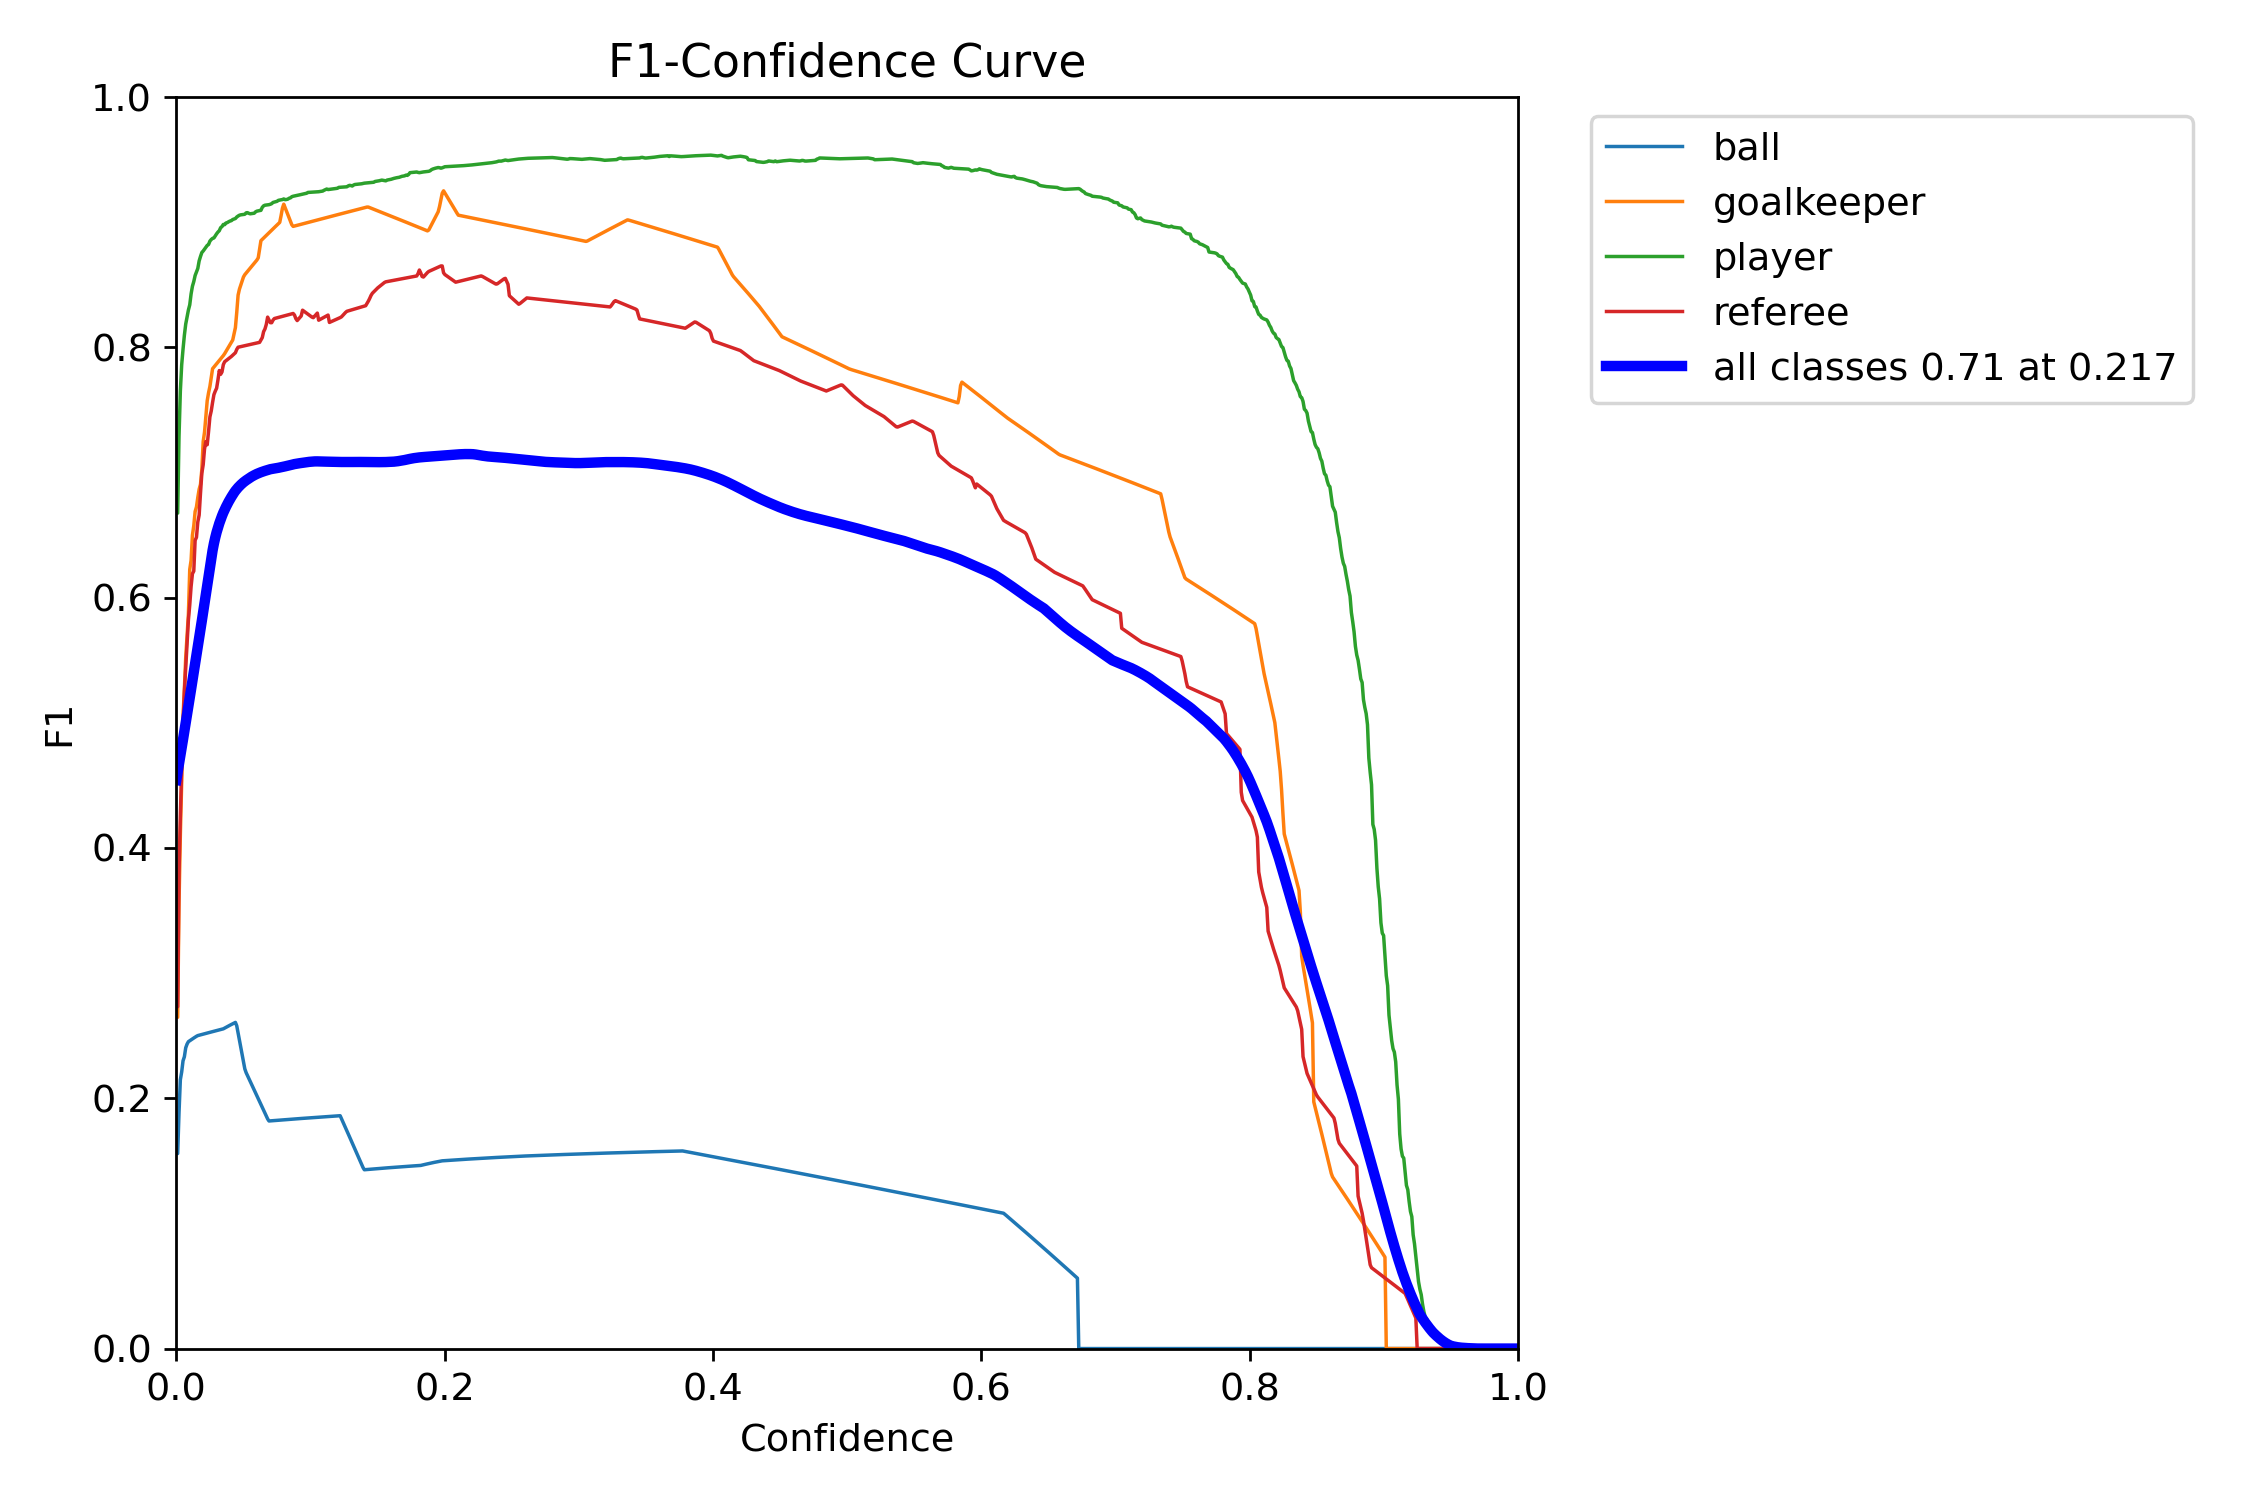 F1-Confidence Curve
1.0
0.8
0.6
0.4
0.2
0.0
F1
0.0 0.2 0.4 0.6 0.8 1.0
Confidence
ball
goalkeeper
player
referee
all classes 0.71 at 0.217